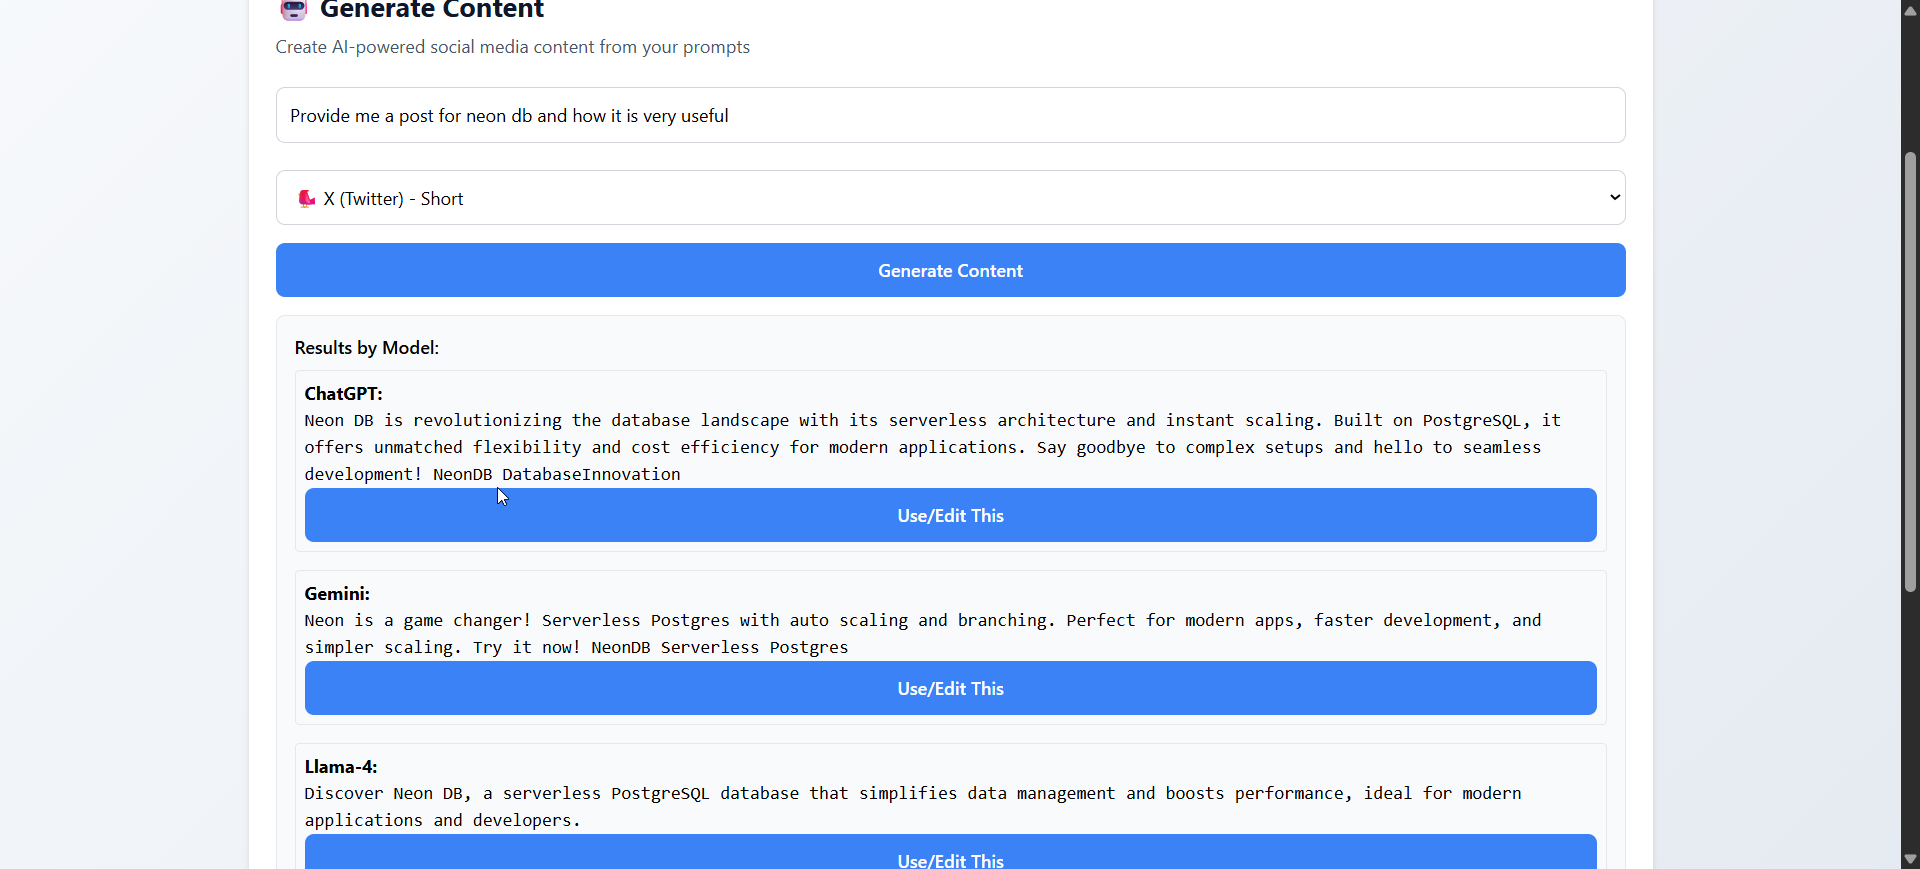 Generate Content
Create AI-powered social media content from your prompts
Provide me a post for neon db and how it is very useful
X (Twitter) - Short
Generate Content
Results by Model:
ChatGPT:
Neon DB is revolutionizing the database landscape with its serverless architecture and instant scaling. Built on PostgreSQL, it
offers unmatched flexibility and cost efficiency for modern applications. Say goodbye to complex setups and hello to seamless
development! NeonDB DatabaseInnovation
Use/Edit This
Gemini:
Neon is a game changer! Serverless Postgres with auto scaling and branching. Perfect for modern apps, faster development, and
simpler scaling. Try it now! NeonDB Serverless Postgres
Use/Edit This
Llama-4:
Discover Neon DB, a serverless PostgreSQL database that simplifies data management and boosts performance, ideal for modern
applications and developers.
Use/Edit This